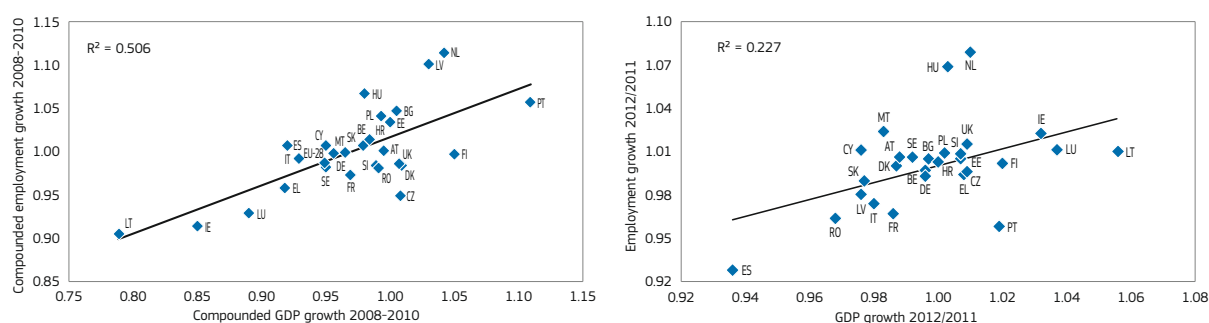 Compounded employment growth 2008-2010
1.15
1.10
1.05
1.00
0.95
0.90
0.85
R² = 0.506
NL
LV
HU
PT
PL
BG
EE
BE
HR
ES
CY
MT
SK
IT
EU-28
DE
AT
UK
FI
SI
SE
FR
RO
DK
EL
CZ
LU
LT
IE
0.75 0.80 0.85 0.90 0.95 1.00 1.05 1.10 1.15
Compounded GDP growth 2008-2010
Employment growth 2012/2011
1.10
1.07
1.04
1.01
0.98
0.95
0.92
R² = 0.227
NL
HU
MT
IE
UK
CY
AT
SE
BG
PL
SI
LU
LT
DK
HR
EE
FI
SK
BE
DE
EL
CZ
LV
IT
RO
FR
PT
ES
0.92 0.94 0.96 0.98 1.00 1.02 1.04 1.06 1.08
GDP growth 2012/2011